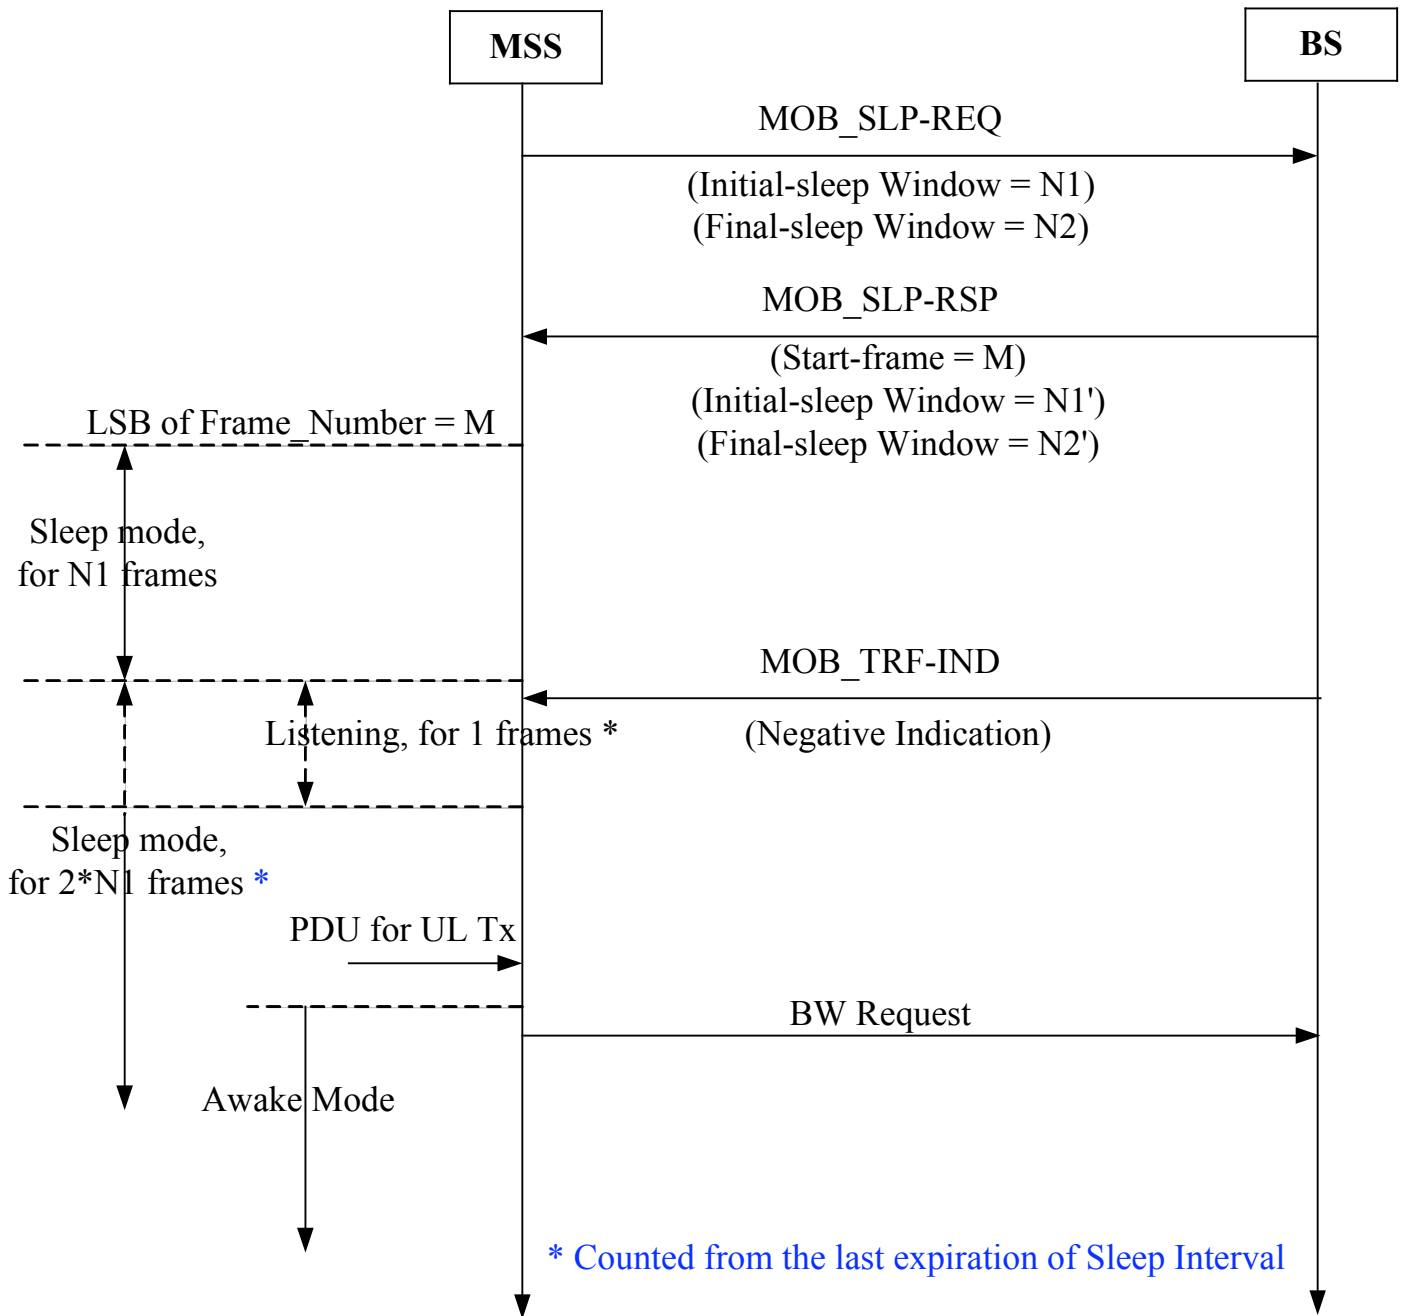 MSS
BS
MOB_SLP-REQ
(Initial-sleep Window = N1)
(Final-sleep Window = N2)
MOB_SLP-RSP
(Start-frame = M)
(Initial-sleep Window = N1')
(Final-sleep Window = N2')
LSB of Frame_Number = M
Sleep mode,
for N1 frames
MOB_TRF-IND
(Negative Indication)
Listening, for 1 frames *
Sleep mode,
for 2*N1 frames *
PDU for UL Tx
BW Request
Awake Mode
* Counted from the last expiration of Sleep Interval